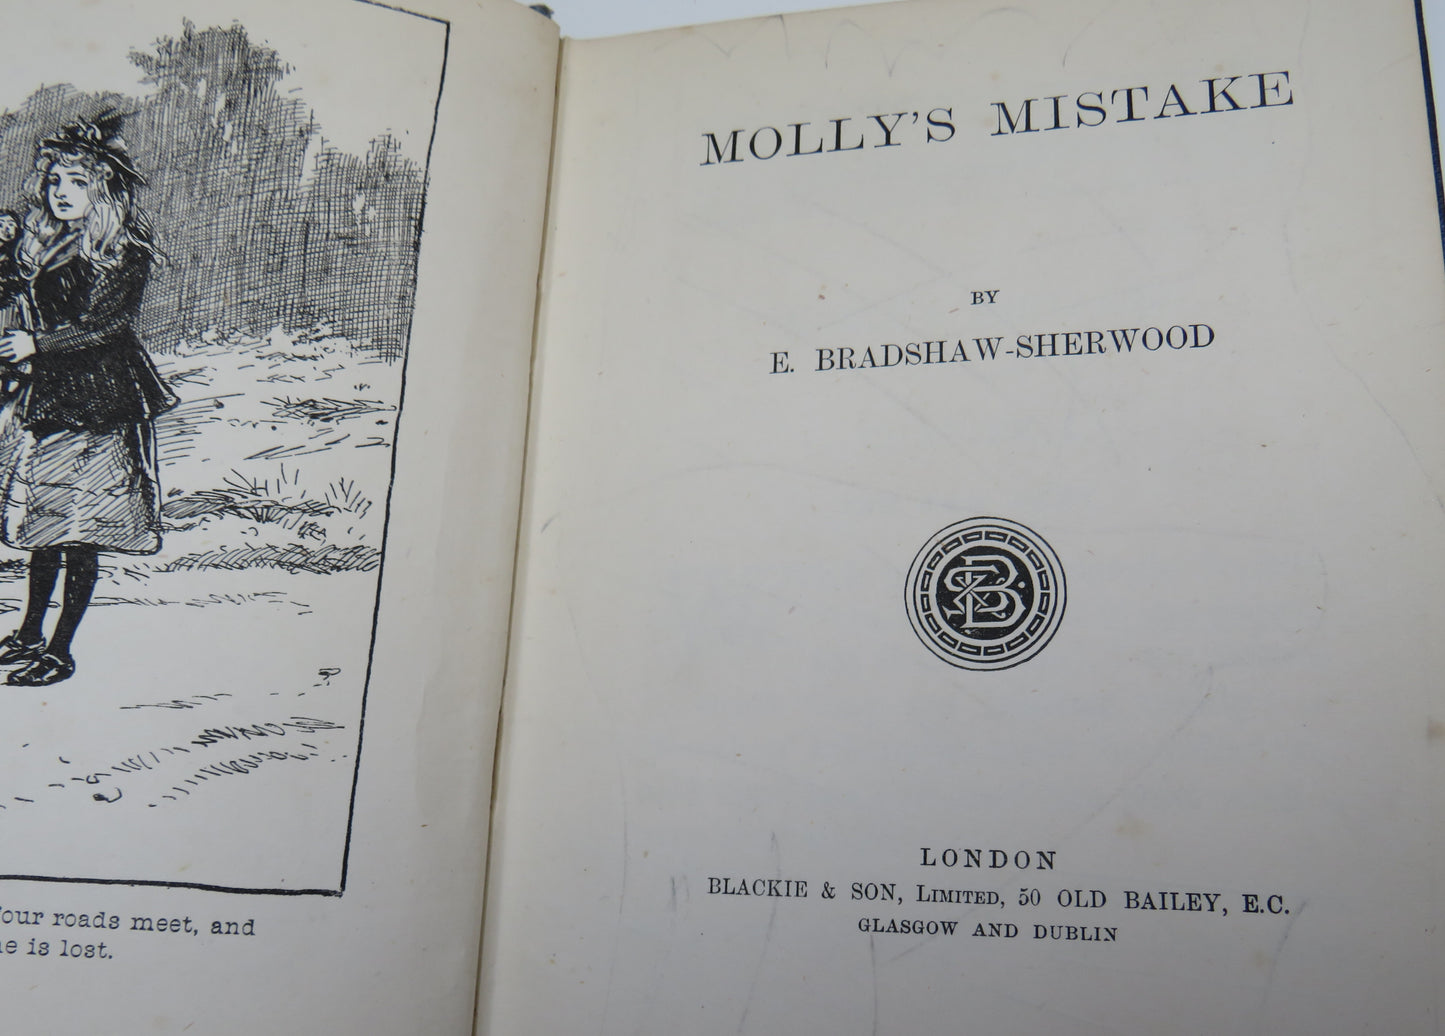 four roads meet, and
is lost.
MOLLY'S MISTAKE
BY
E. BRADSHAW-SHERWOOD
LONDON
BLACKIE & SON, LIMITED, 50 OLD BAILEY, E.C.
GLASGOW AND DUBLIN